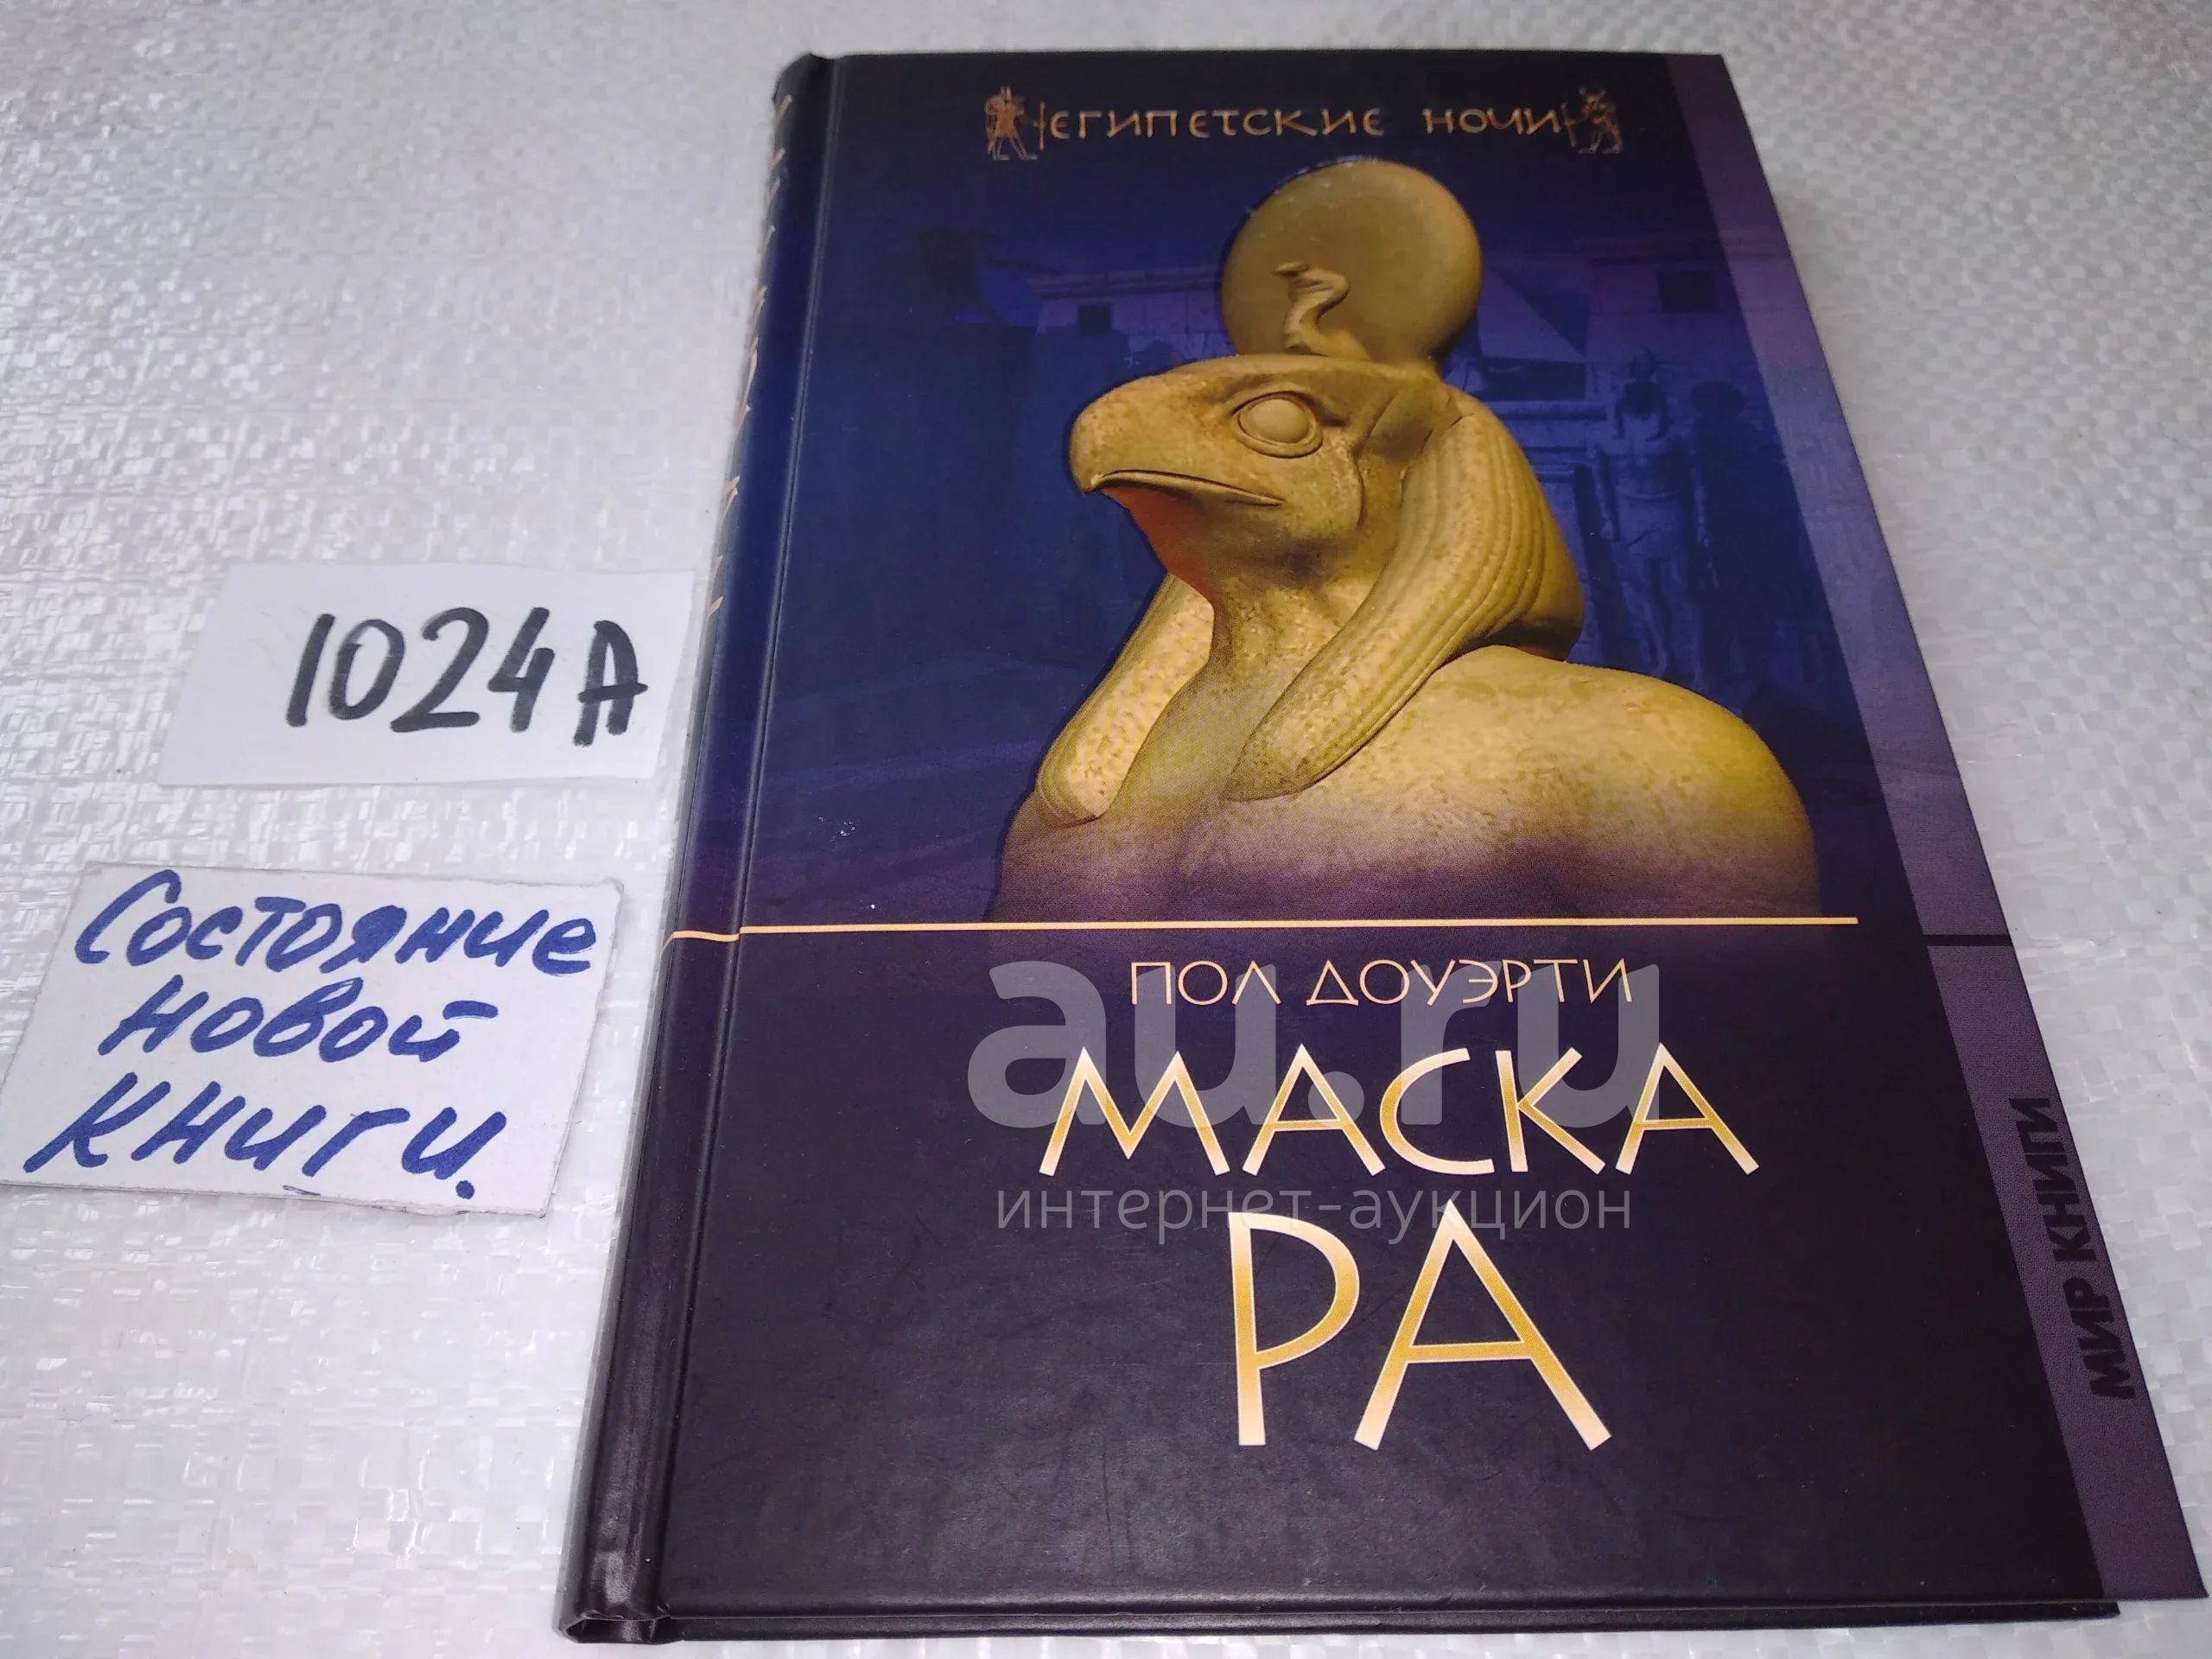 ЕГИПЕТСКИЕ НОЧИ
1024А
Состояние
новой
книги.
ПОЛ ДОУЭРТИ
МАСКА
РА
МИР КНИГИ
au.ru
интернет-аукцион